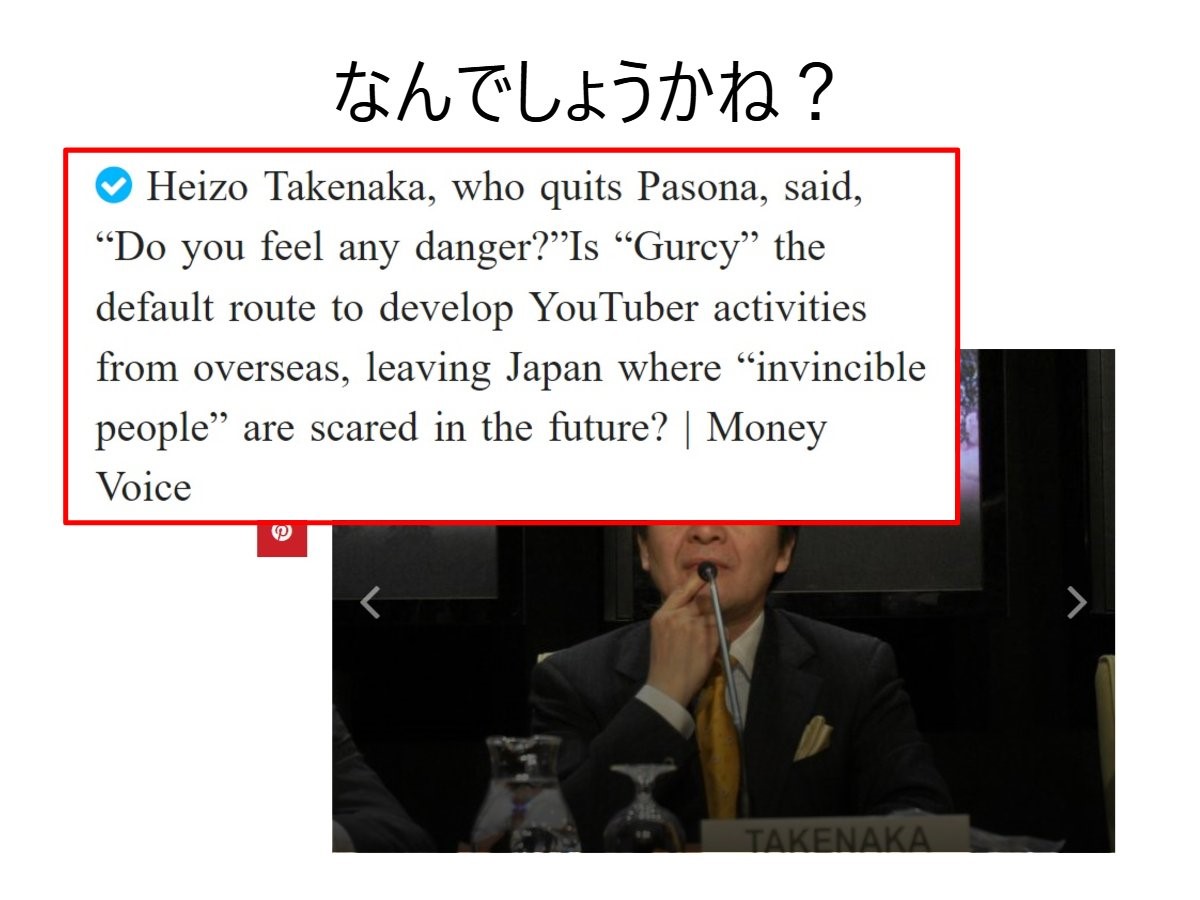 なんでしょうかね？
Heizo Takenaka, who quits Pasona, said,
“Do you feel any danger?”Is “Gurcy” the
default route to develop YouTuber activities
from overseas, leaving Japan where “invincible
people” are scared in the future? | Money
Voice
TAKENAKA